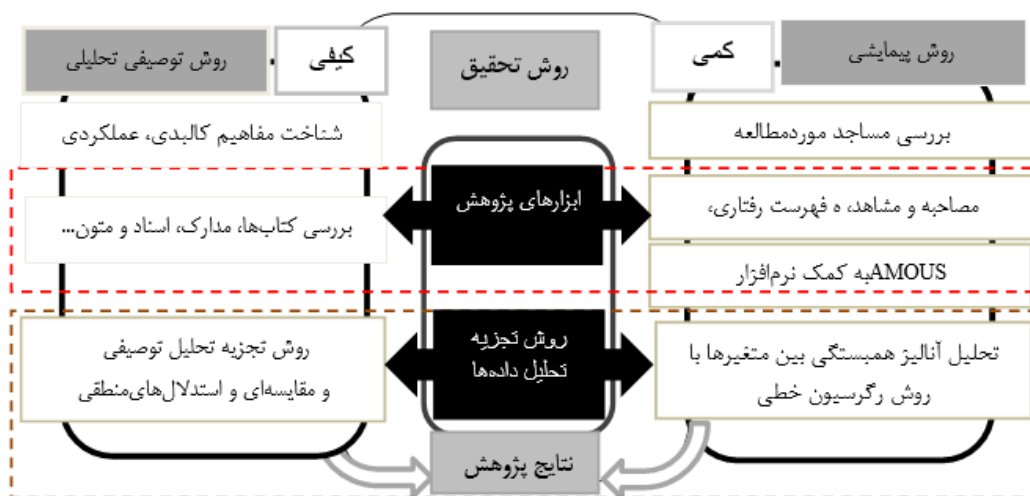 روش پیمایشی
کمی
روش تحقیق
کیفی
روش توصیفی تحلیلی
بررسی مساجد موردمطالعه
شناخت مفاهیم کالبدی، عملکردی
مصاحبه و مشاهد، ه فهرست رفتاری،
ابزارهای پژوهش
بررسی کتاب‌ها، مدارک، اسناد و متون...
AMOUSبه کمک نرم‌افزار
تحلیل آنالیز همبستگی بین متغیرها با
روش رگرسیون خطی
روش تجزیه
تحلیل داده‌ها
روش تجزیه تحلیل توصیفی
و مقایسه‌ای و استدلال‌های‌منطقی
نتایج پژوهش